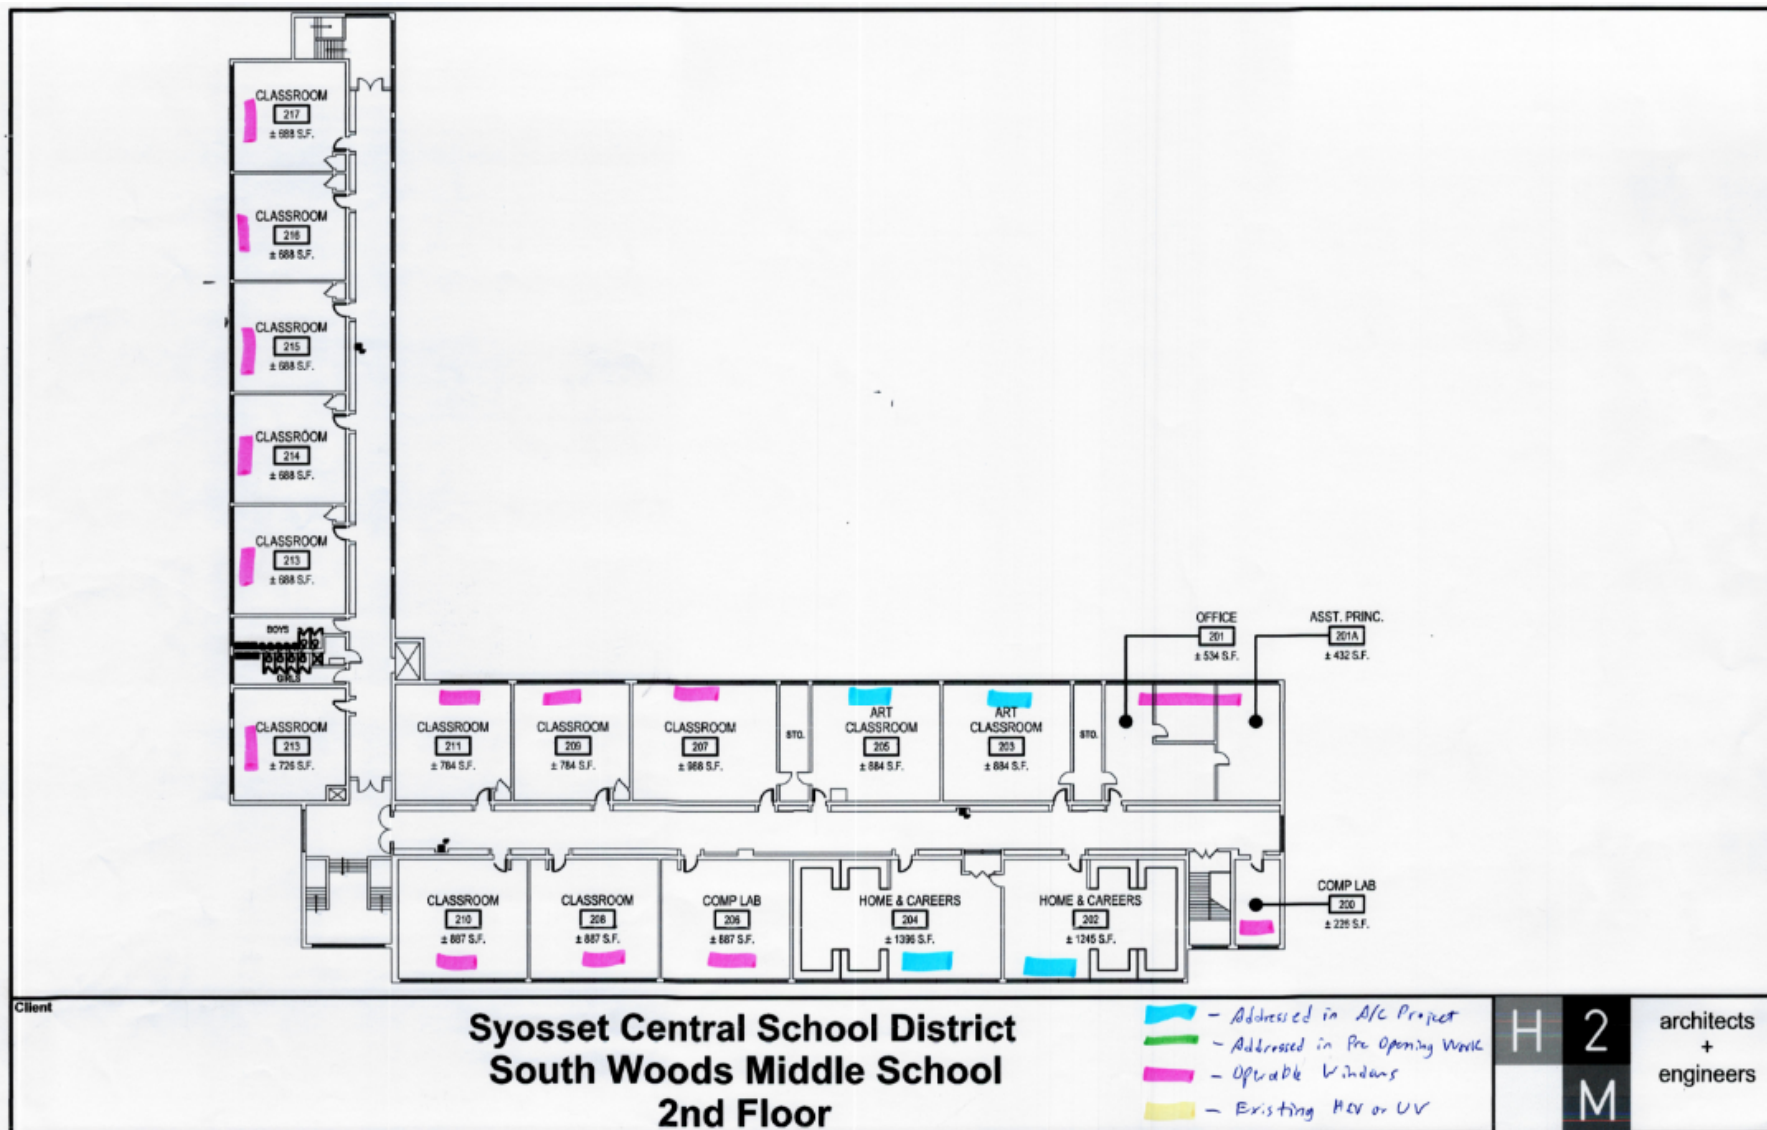 CLASSROOM
217
± 688 S.F.
CLASSROOM
216
± 688 S.F.
CLASSROOM
215
± 688 S.F.
CLASSROOM
214
± 688 S.F.
CLASSROOM
213
± 688 S.F.
BOYS
GIRLS
CLASSROOM
213
± 726 S.F.
CLASSROOM
211
± 784 S.F.
CLASSROOM
209
± 784 S.F.
CLASSROOM
207
± 988 S.F.
STO.
ART
CLASSROOM
205
± 884 S.F.
ART
CLASSROOM
203
± 884 S.F.
STO.
OFFICE
201
± 534 S.F.
ASST. PRINC.
201A
± 432 S.F.
CLASSROOM
210
± 887 S.F.
CLASSROOM
208
± 887 S.F.
COMP LAB
206
± 887 S.F.
HOME & CAREERS
204
± 1396 S.F.
HOME & CAREERS
202
± 1245 S.F.
COMP LAB
200
± 225 S.F.
Client
Syosset Central School District
South Woods Middle School
2nd Floor
- Addressed in A/C Project
- Addressed in Pre Opening Work
- Operable Windows
- Existing HRV or UV
H2M
architects
+
engineers